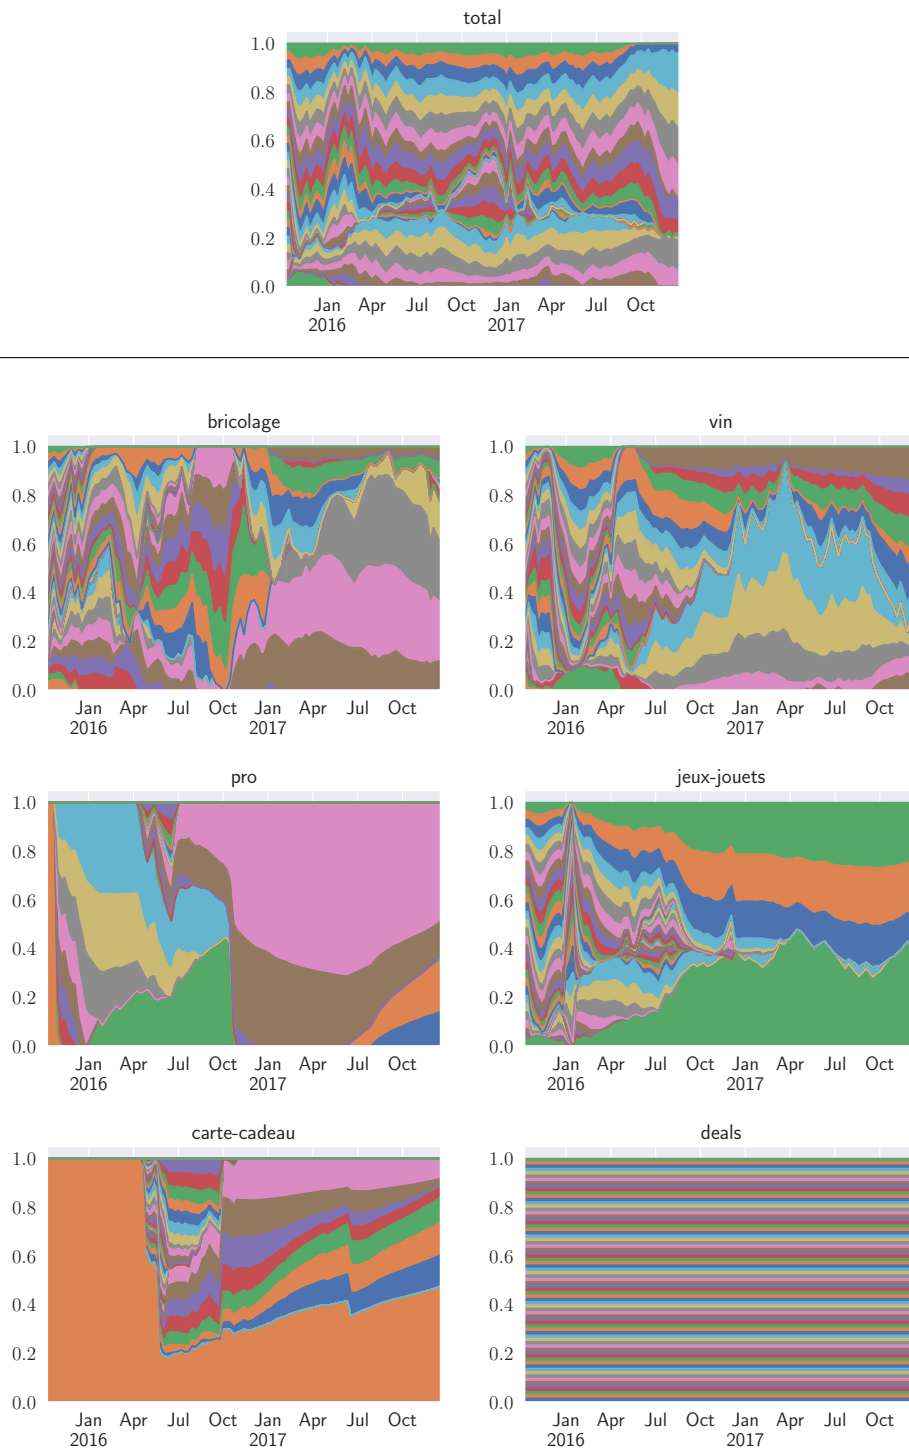 total
1.0
0.8
0.6
0.4
0.2
0.0
Jan Apr Jul Oct Jan Apr Jul Oct
2016 2017
bricolage vin
1.0 1.0
0.8 0.8
0.6 0.6
0.4 0.4
0.2 0.2
0.0 0.0
Jan Apr Jul Oct Jan Apr Jul Oct Jan Apr Jul Oct Jan Apr Jul Oct
2016 2017 2016 2017
pro jeux-jouets
1.0 1.0
0.8 0.8
0.6 0.6
0.4 0.4
0.2 0.2
0.0 0.0
Jan Apr Jul Oct Jan Apr Jul Oct Jan Apr Jul Oct Jan Apr Jul Oct
2016 2017 2016 2017
carte-cadeau deals
1.0 1.0
0.8 0.8
0.6 0.6
0.4 0.4
0.2 0.2
0.0 0.0
Jan Apr Jul Oct Jan Apr Jul Oct Jan Apr Jul Oct Jan Apr Jul Oct
2016 2017 2016 2017